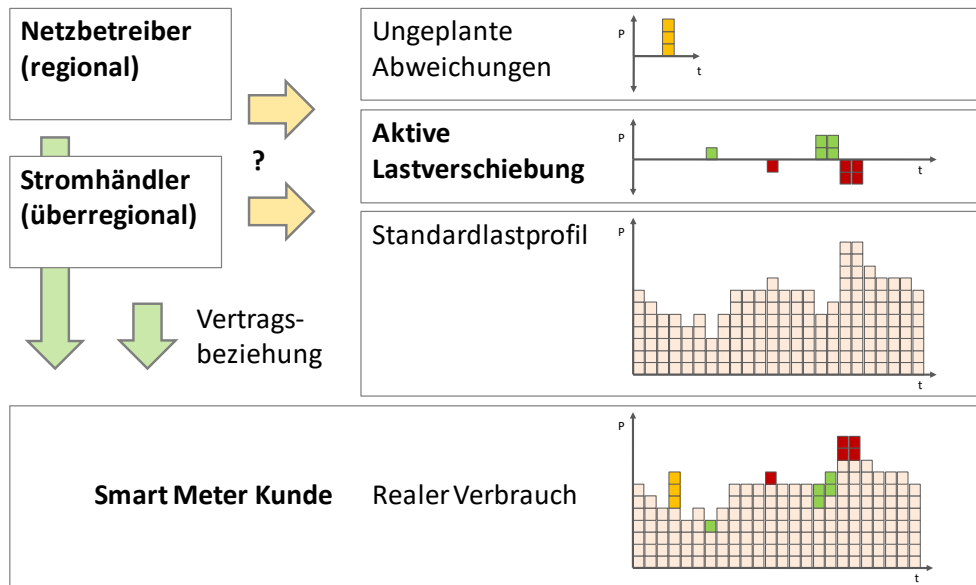 Netzbetreiber
(regional)
Stromhändler
(überregional)
?
Vertrags-
beziehung
Ungeplante
Abweichungen
P
t
Aktive
Lastverschiebung
P
t
Standardlastprofil
P
t
Smart Meter Kunde
Realer Verbrauch
P
t